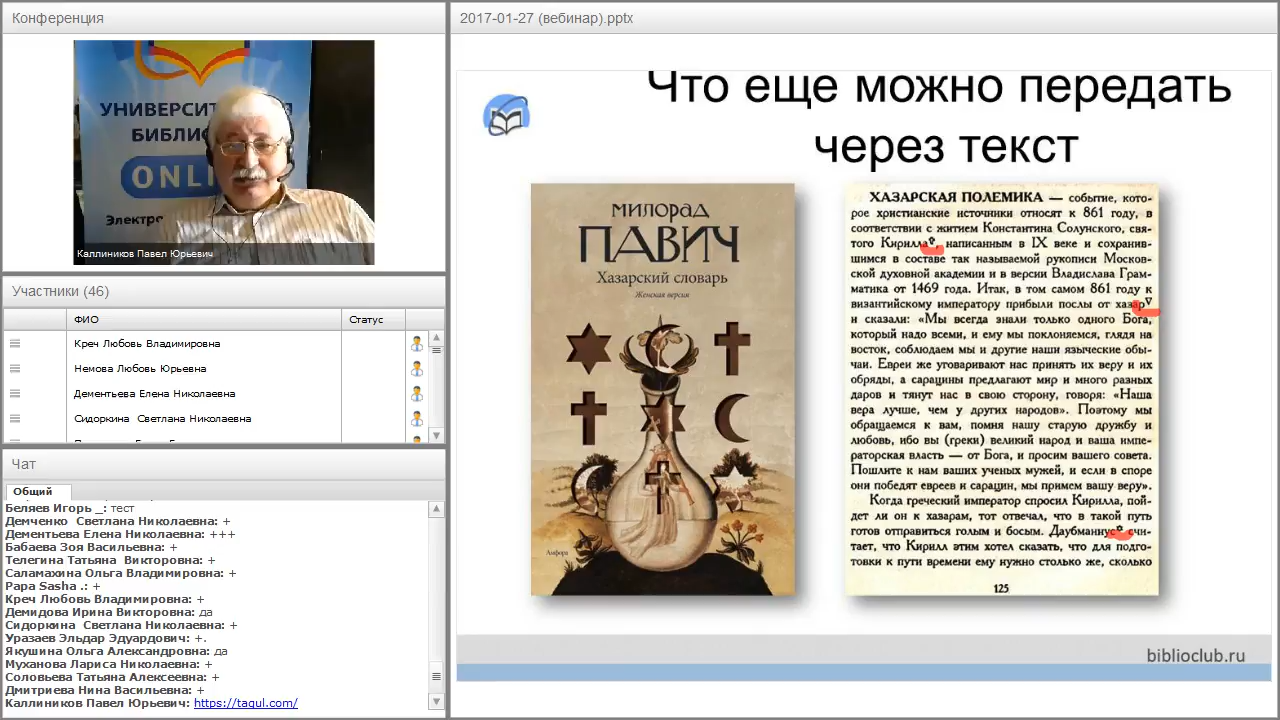 Конференция
УНИВЕРСИТ
БИБЛИ
ONL
Электро
Каллиников Павел Юрьевич
Участники (46)
ФИО
Статус
Креч Любовь Владимировна
Немова Любовь Юрьевна
Дементьева Елена Николаевна
Сидоркина Светлана Николаевна
Чат
Общий
Беляев Игорь _: тест
Демченко Светлана Николаевна: +
Дементьева Елена Николаевна: +++
Бабаева Зоя Васильевна: +
Телегина Татьяна Викторовна: +
Саламахина Ольга Владимировна: +
Papa Sasha .: +
Креч Любовь Владимировна: +
Демидова Ирина Викторовна: да
Сидоркина Светлана Николаевна: +
Уразаев Эльдар Эдуардович: +.
Якушина Ольга Александровна: да
Муханова Лариса Николаевна: +
Соловьева Татьяна Алексеевна: +
Дмитриева Нина Васильевна: +
Каллиников Павел Юрьевич: https://tagul.com/
2017-01-27 (вебинар).pptx
Что еще можно передать
через текст
МИЛОРАД
ПАВИЧ
Хазарский словарь
Женская версия
Амфора
ХАЗАРСКАЯ ПОЛЕМИКА — событие, кото-
рое христианские источники относят к 861 году, в
соответствии с житием Константина Солунского, свя-
того Кирилла написанным в IX веке и сохранив-
шимся в составе так называемой рукописи Москов-
ской духовной академии и в версии Владислава Грам-
матика от 1469 года. Итак, в том самом 861 году к
византийскому императору прибыли послы от хазар
и сказали: «Мы всегда знали только одного Бога,
который надо всеми, и ему мы поклоняемся, глядя на
восток, соблюдаем мы и другие наши языческие обы-
чаи. Евреи же уговаривают нас принять их веру и их
обряды, а сарацины предлагают мир и много разных
даров и тянут нас в свою сторону, говоря: «Наша
вера лучше, чем у других народов». Поэтому мы
обращаемся к вам, помня нашу старую дружбу и
любовь, ибо вы (греки) великий народ и ваша импе-
раторская власть — от Бога, и просим вашего совета.
Пошлите к нам ваших ученых мужей, и если в споре
они победят евреев и сарацин, мы примем вашу веру».
Когда греческий император спросил Кирилла, пой-
дет ли он к хазарам, тот отвечал, что в такой путь
готов отправиться голым и босым. Даубманнус счи-
тает, что Кирилл этим хотел сказать, что для подго-
товки к пути времени ему нужно столько же, сколько
125
biblioclub.ru